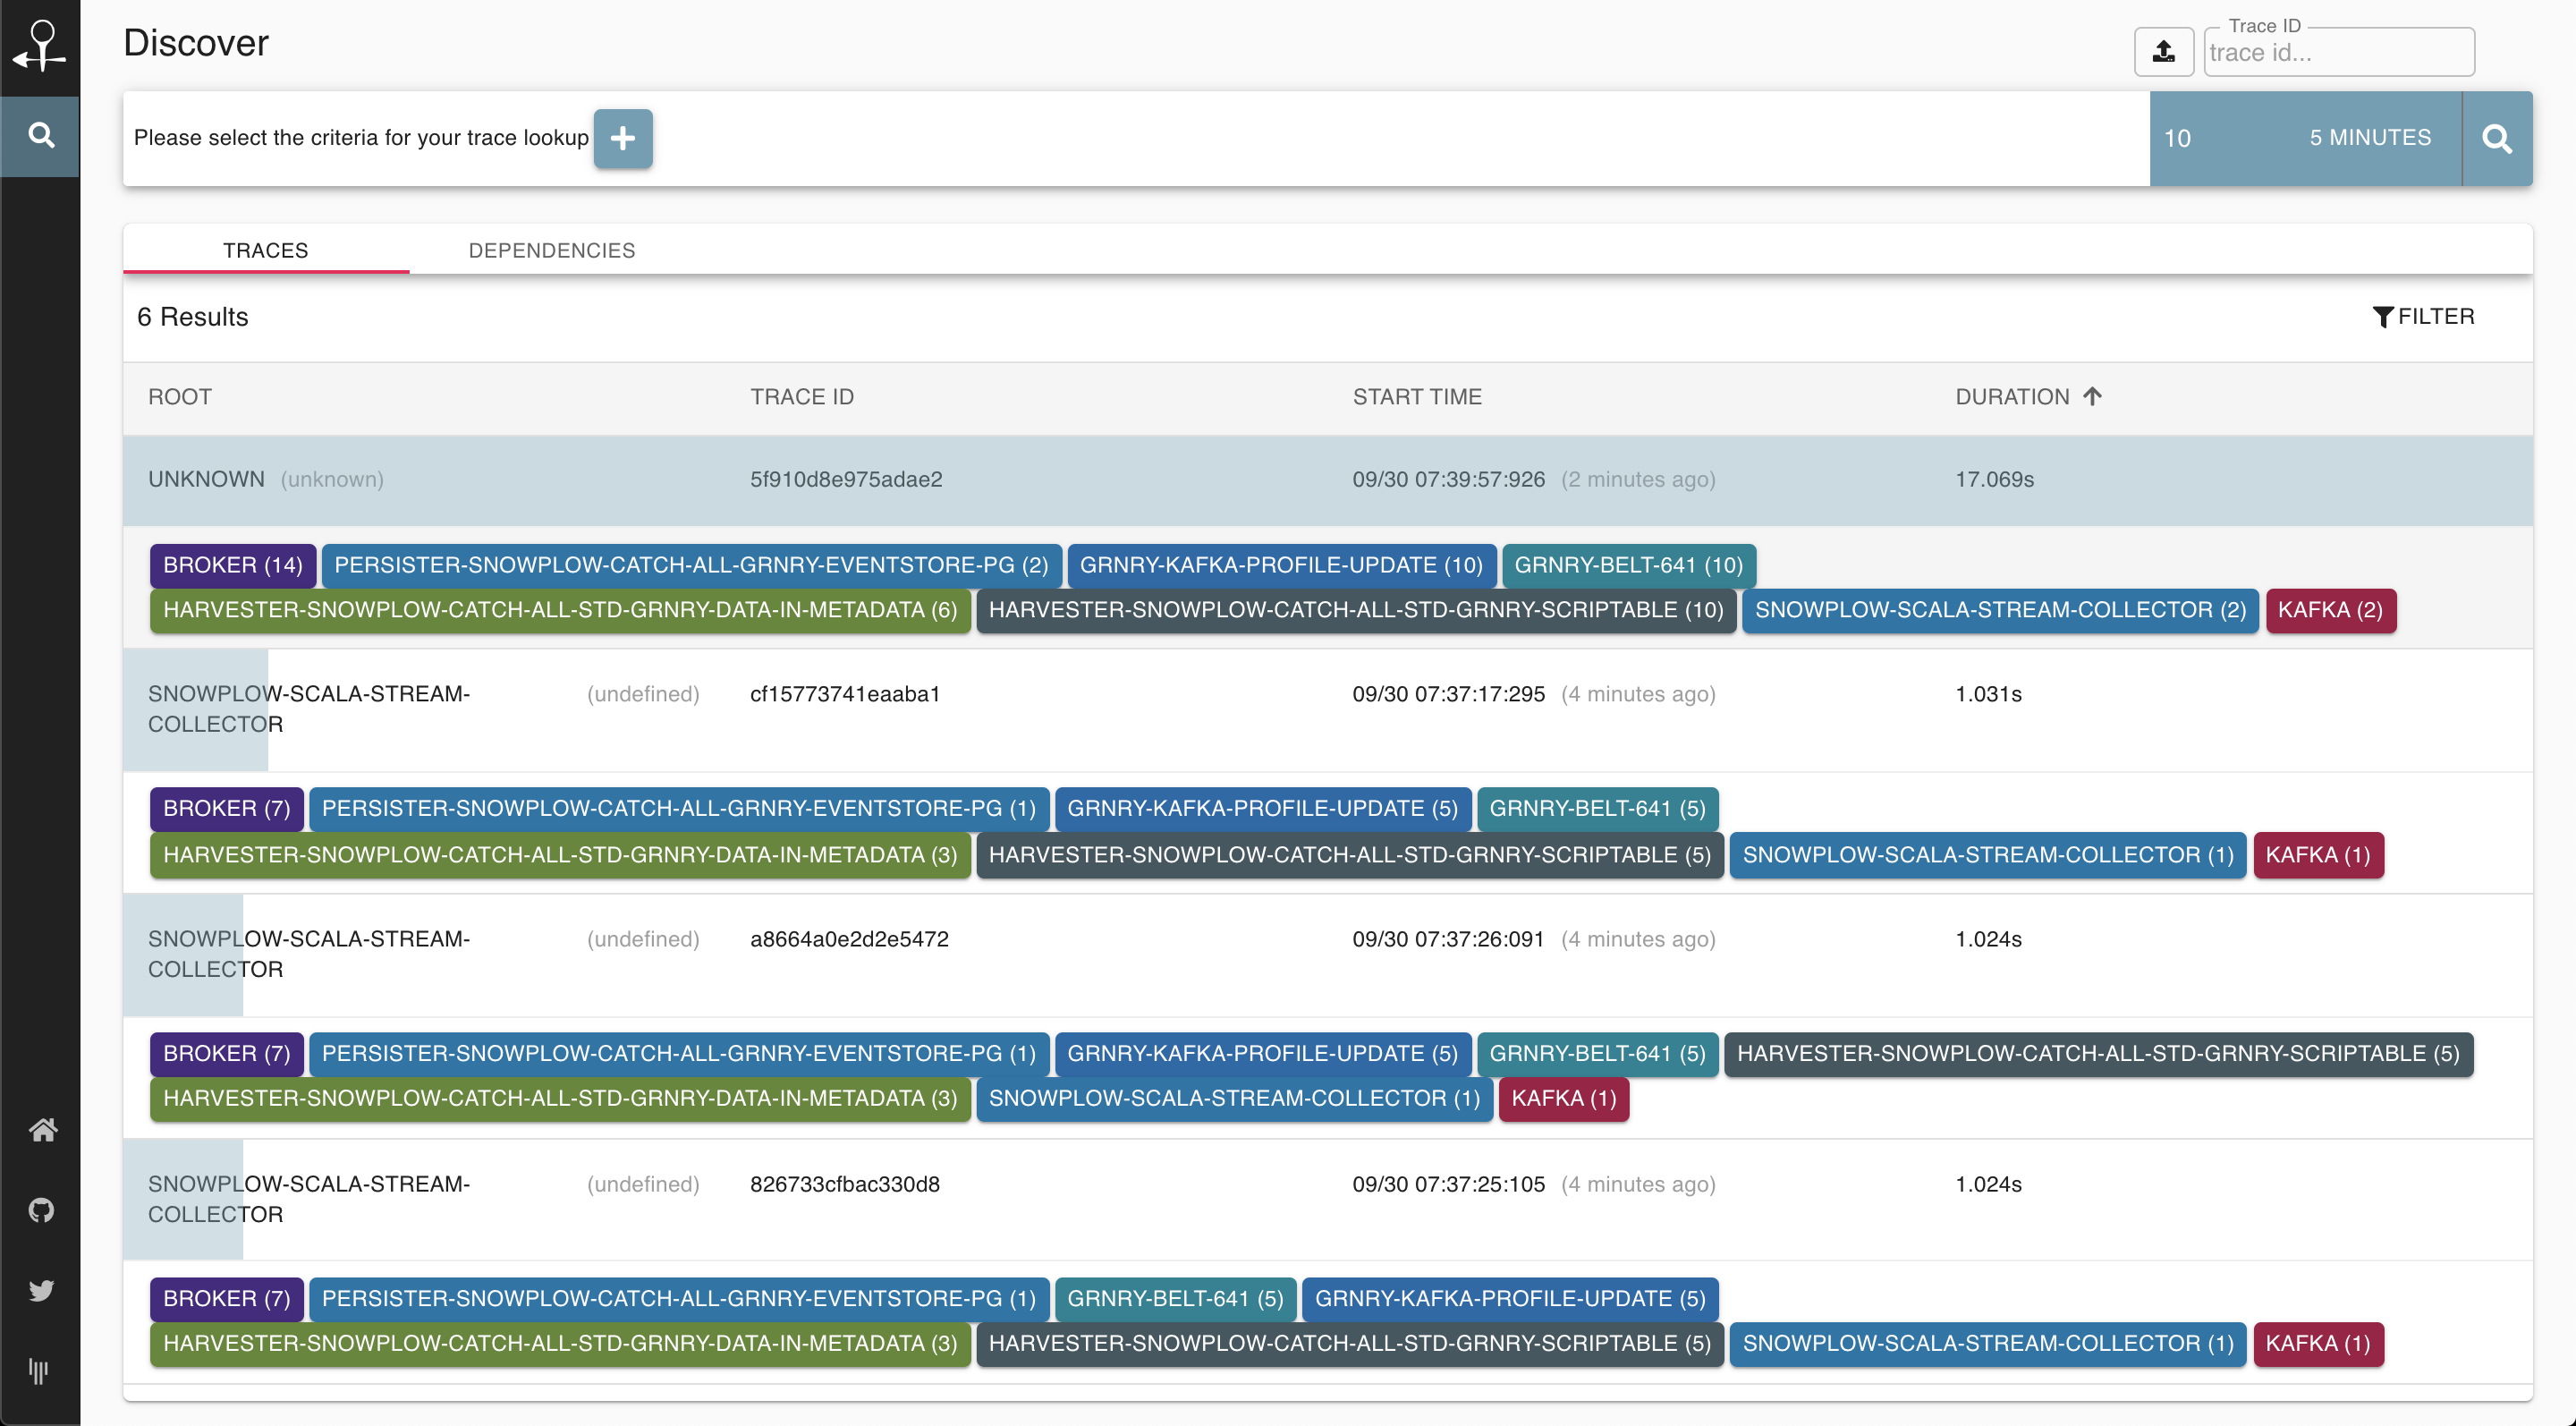 Discover
Trace ID
trace id...
Please select the criteria for your trace lookup
10 5 MINUTES
TRACES DEPENDENCIES
6 Results FILTER
ROOT TRACE ID START TIME DURATION
UNKNOWN (unknown) 5f910d8e975adae2 09/30 07:39:57:926 (2 minutes ago) 17.069s
BROKER (14) PERSISTER-SNOWPLOW-CATCH-ALL-GRNRY-EVENTSTORE-PG (2) GRNRY-KAFKA-PROFILE-UPDATE (10) GRNRY-BELT-641 (10)
HARVESTER-SNOWPLOW-CATCH-ALL-STD-GRNRY-DATA-IN-METADATA (6) HARVESTER-SNOWPLOW-CATCH-ALL-STD-GRNRY-SCRIPTABLE (10) SNOWPLOW-SCALA-STREAM-COLLECTOR (2) KAFKA (2)
SNOWPLOW-SCALA-STREAM- (undefined) cf15773741eaaba1 09/30 07:37:17:295 (4 minutes ago) 1.031s
COLLECTOR
BROKER (7) PERSISTER-SNOWPLOW-CATCH-ALL-GRNRY-EVENTSTORE-PG (1) GRNRY-KAFKA-PROFILE-UPDATE (5) GRNRY-BELT-641 (5)
HARVESTER-SNOWPLOW-CATCH-ALL-STD-GRNRY-DATA-IN-METADATA (3) HARVESTER-SNOWPLOW-CATCH-ALL-STD-GRNRY-SCRIPTABLE (5) SNOWPLOW-SCALA-STREAM-COLLECTOR (1) KAFKA (1)
SNOWPLOW-SCALA-STREAM- (undefined) a8664a0e2d2e5472 09/30 07:37:26:091 (4 minutes ago) 1.024s
COLLECTOR
BROKER (7) PERSISTER-SNOWPLOW-CATCH-ALL-GRNRY-EVENTSTORE-PG (1) GRNRY-KAFKA-PROFILE-UPDATE (5) GRNRY-BELT-641 (5) HARVESTER-SNOWPLOW-CATCH-ALL-STD-GRNRY-SCRIPTABLE (5)
HARVESTER-SNOWPLOW-CATCH-ALL-STD-GRNRY-DATA-IN-METADATA (3) SNOWPLOW-SCALA-STREAM-COLLECTOR (1) KAFKA (1)
SNOWPLOW-SCALA-STREAM- (undefined) 826733cfbac330d8 09/30 07:37:25:105 (4 minutes ago) 1.024s
COLLECTOR
BROKER (7) PERSISTER-SNOWPLOW-CATCH-ALL-GRNRY-EVENTSTORE-PG (1) GRNRY-BELT-641 (5) GRNRY-KAFKA-PROFILE-UPDATE (5)
HARVESTER-SNOWPLOW-CATCH-ALL-STD-GRNRY-DATA-IN-METADATA (3) HARVESTER-SNOWPLOW-CATCH-ALL-STD-GRNRY-SCRIPTABLE (5) SNOWPLOW-SCALA-STREAM-COLLECTOR (1) KAFKA (1)